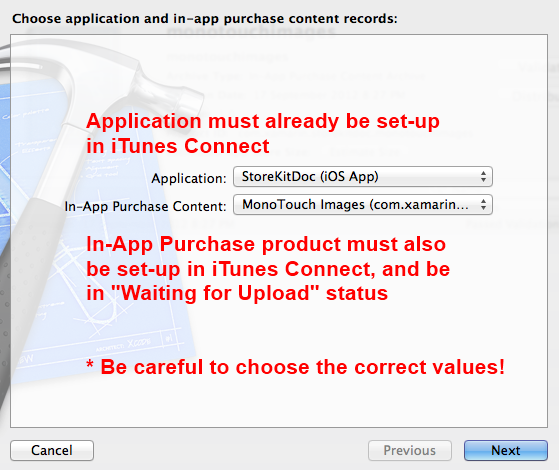 Choose application and in-app purchase content records:
Application must already be set-up
in iTunes Connect
Application: StoreKitDoc (iOS App)
In-App Purchase Content: MonoTouch Images (com.xamarin...
In-App Purchase product must also
be set-up in iTunes Connect, and be
in "Waiting for Upload" status
* Be careful to choose the correct values!
Cancel Previous Next